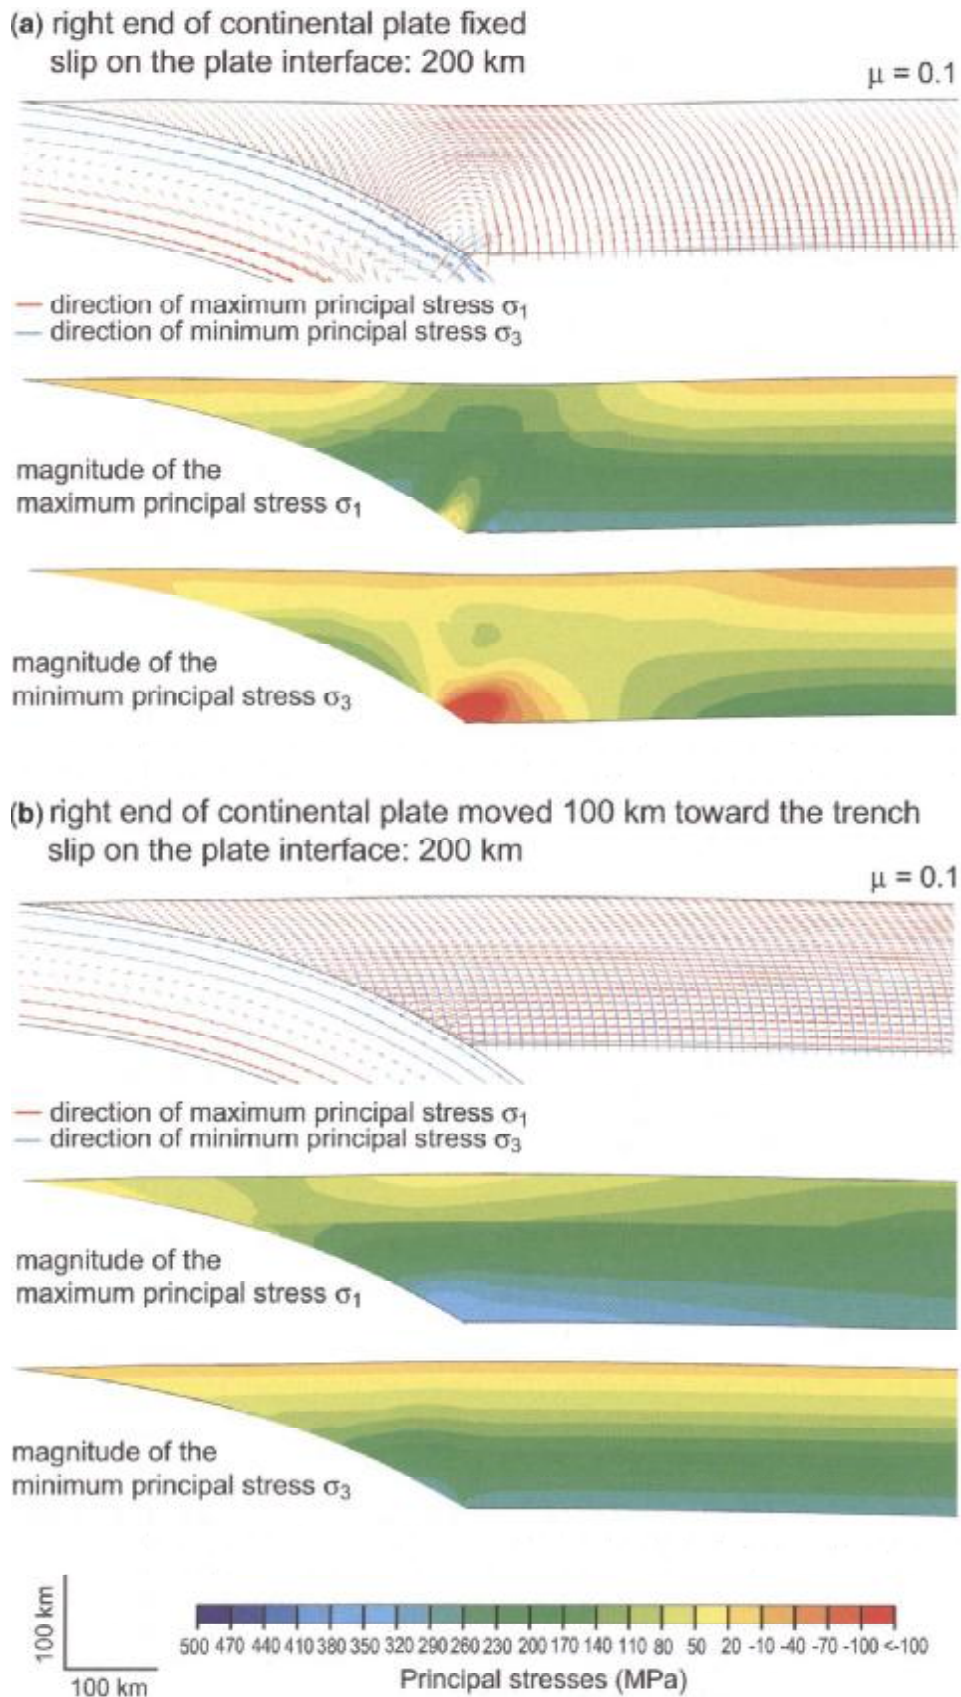 (a) right end of continental plate fixed
slip on the plate interface: 200 km
μ = 0.1
direction of maximum principal stress σ1
direction of minimum principal stress σ3
magnitude of the
maximum principal stress σ1
magnitude of the
minimum principal stress σ3
(b) right end of continental plate moved 100 km toward the trench
slip on the plate interface: 200 km
μ = 0.1
direction of maximum principal stress σ1
direction of minimum principal stress σ3
magnitude of the
maximum principal stress σ1
magnitude of the
minimum principal stress σ3
100 km
100 km
500 470 440 410 380 350 320 290 260 230 200 170 140 110 80 50 20 -10 -40 -70 -100 <-100
Principal stresses (MPa)